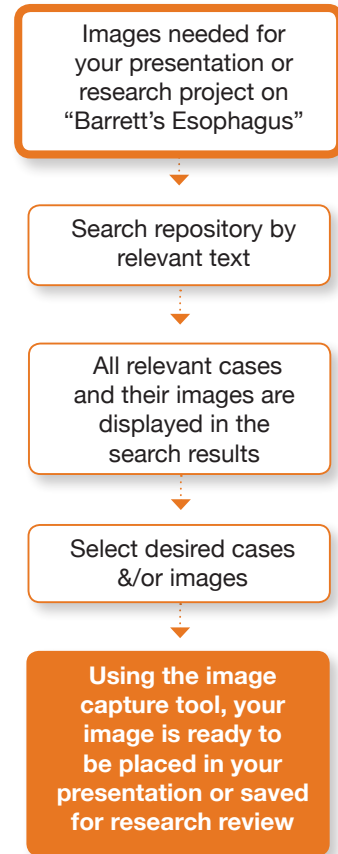 Images needed for
your presentation or
research project on
“Barrett’s Esophagus”
Search repository by
relevant text
All relevant cases
and their images are
displayed in the
search results
Select desired cases
&/or images
Using the image
capture tool, your
image is ready to
be placed in your
presentation or saved
for research review